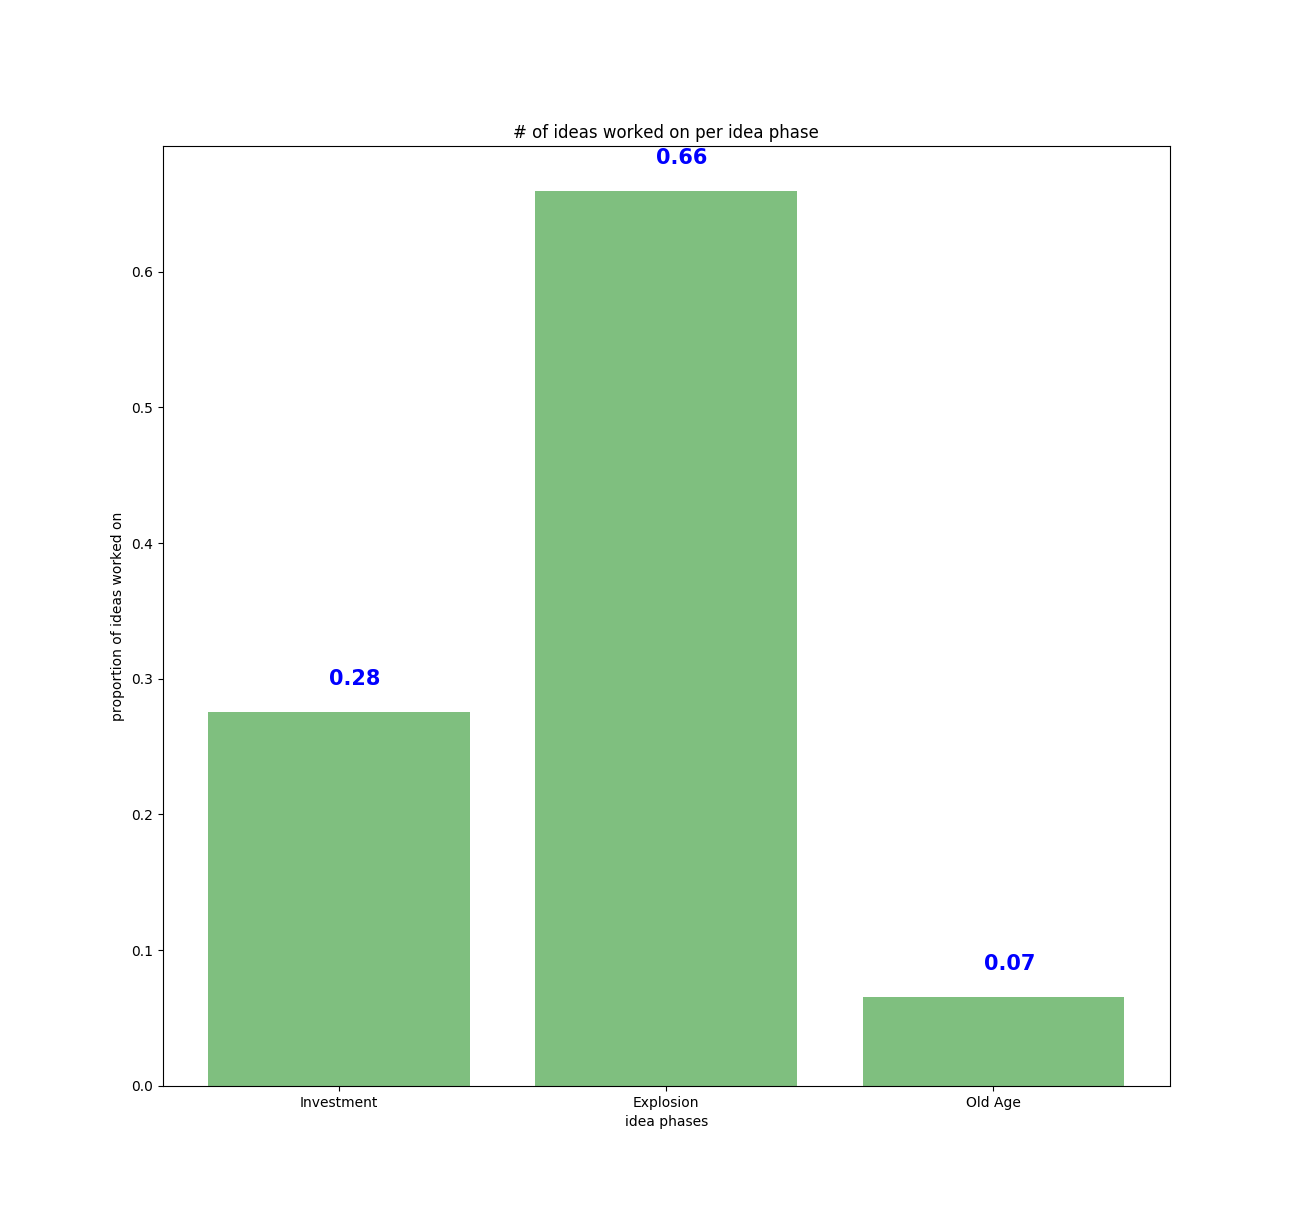 # of ideas worked on per idea phase
0.66
0.6
0.5
0.4
0.3
0.2
0.1
0.0
proportion of ideas worked on
0.28
0.07
Investment
Explosion
Old Age
idea phases